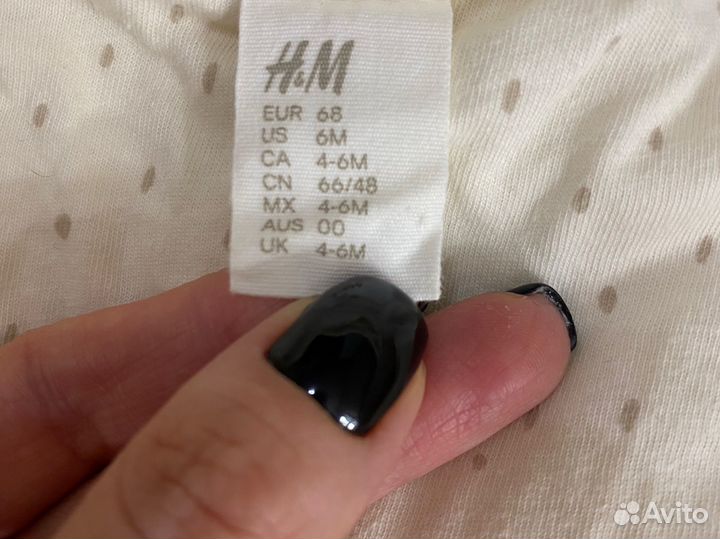 H&M
EUR 68
US 6M
CA 4-6M
CN 66/48
MX 4-6M
AUS 00
UK 4-6M
Avito